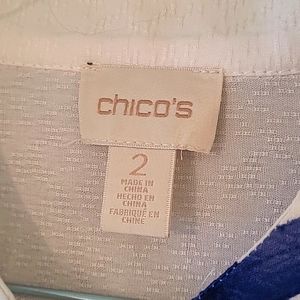 chico's
2
MADE IN
CHINA
HECHO EN
CHINA
FABRIQUÉ EN
CHINE